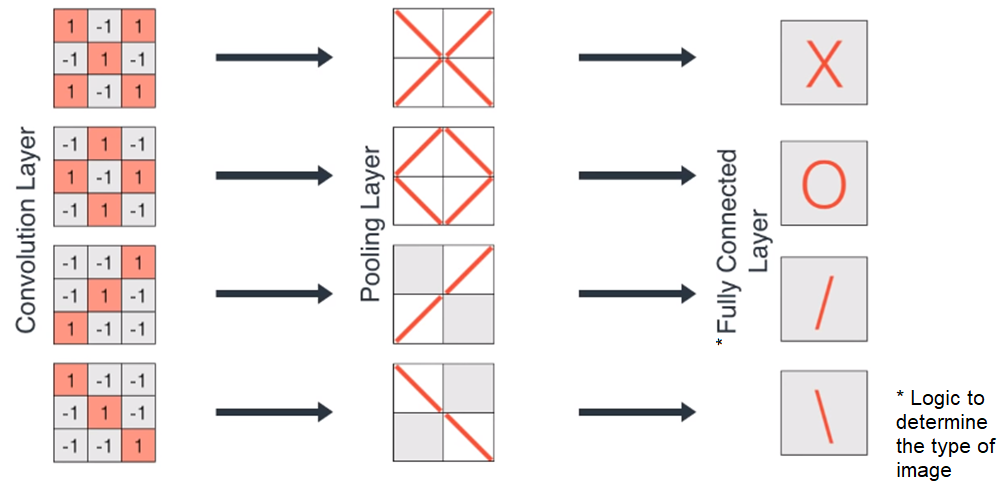 1 -1 1
-1 1 -1
1 -1 1
X
-1 1 -1
1 -1 1
-1 1 -1
O
-1 -1 1
-1 1 -1
1 -1 -1
/
1 -1 -1
-1 1 -1
-1 -1 1
\
Convolution Layer
Pooling Layer
* Fully Connected
Layer
* Logic to
determine
the type of
image